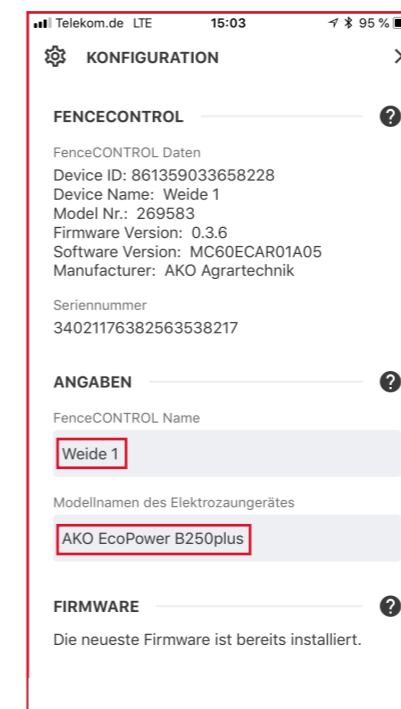 Telekom.de LTE 15:03 95 %
KONFIGURATION
FENCECONTROL
FenceCONTROL Daten
Device ID: 861359033658228
Device Name: Weide 1
Model Nr.: 269583
Firmware Version: 0.3.6
Software Version: MC60ECAR01A05
Manufacturer: AKO Agrartechnik
Seriennummer
34021176382563538217
ANGABEN
FenceCONTROL Name
Weide 1
Modellnamen des Elektrozaungerätes
AKO EcoPower B250plus
FIRMWARE
Die neueste Firmware ist bereits installiert.